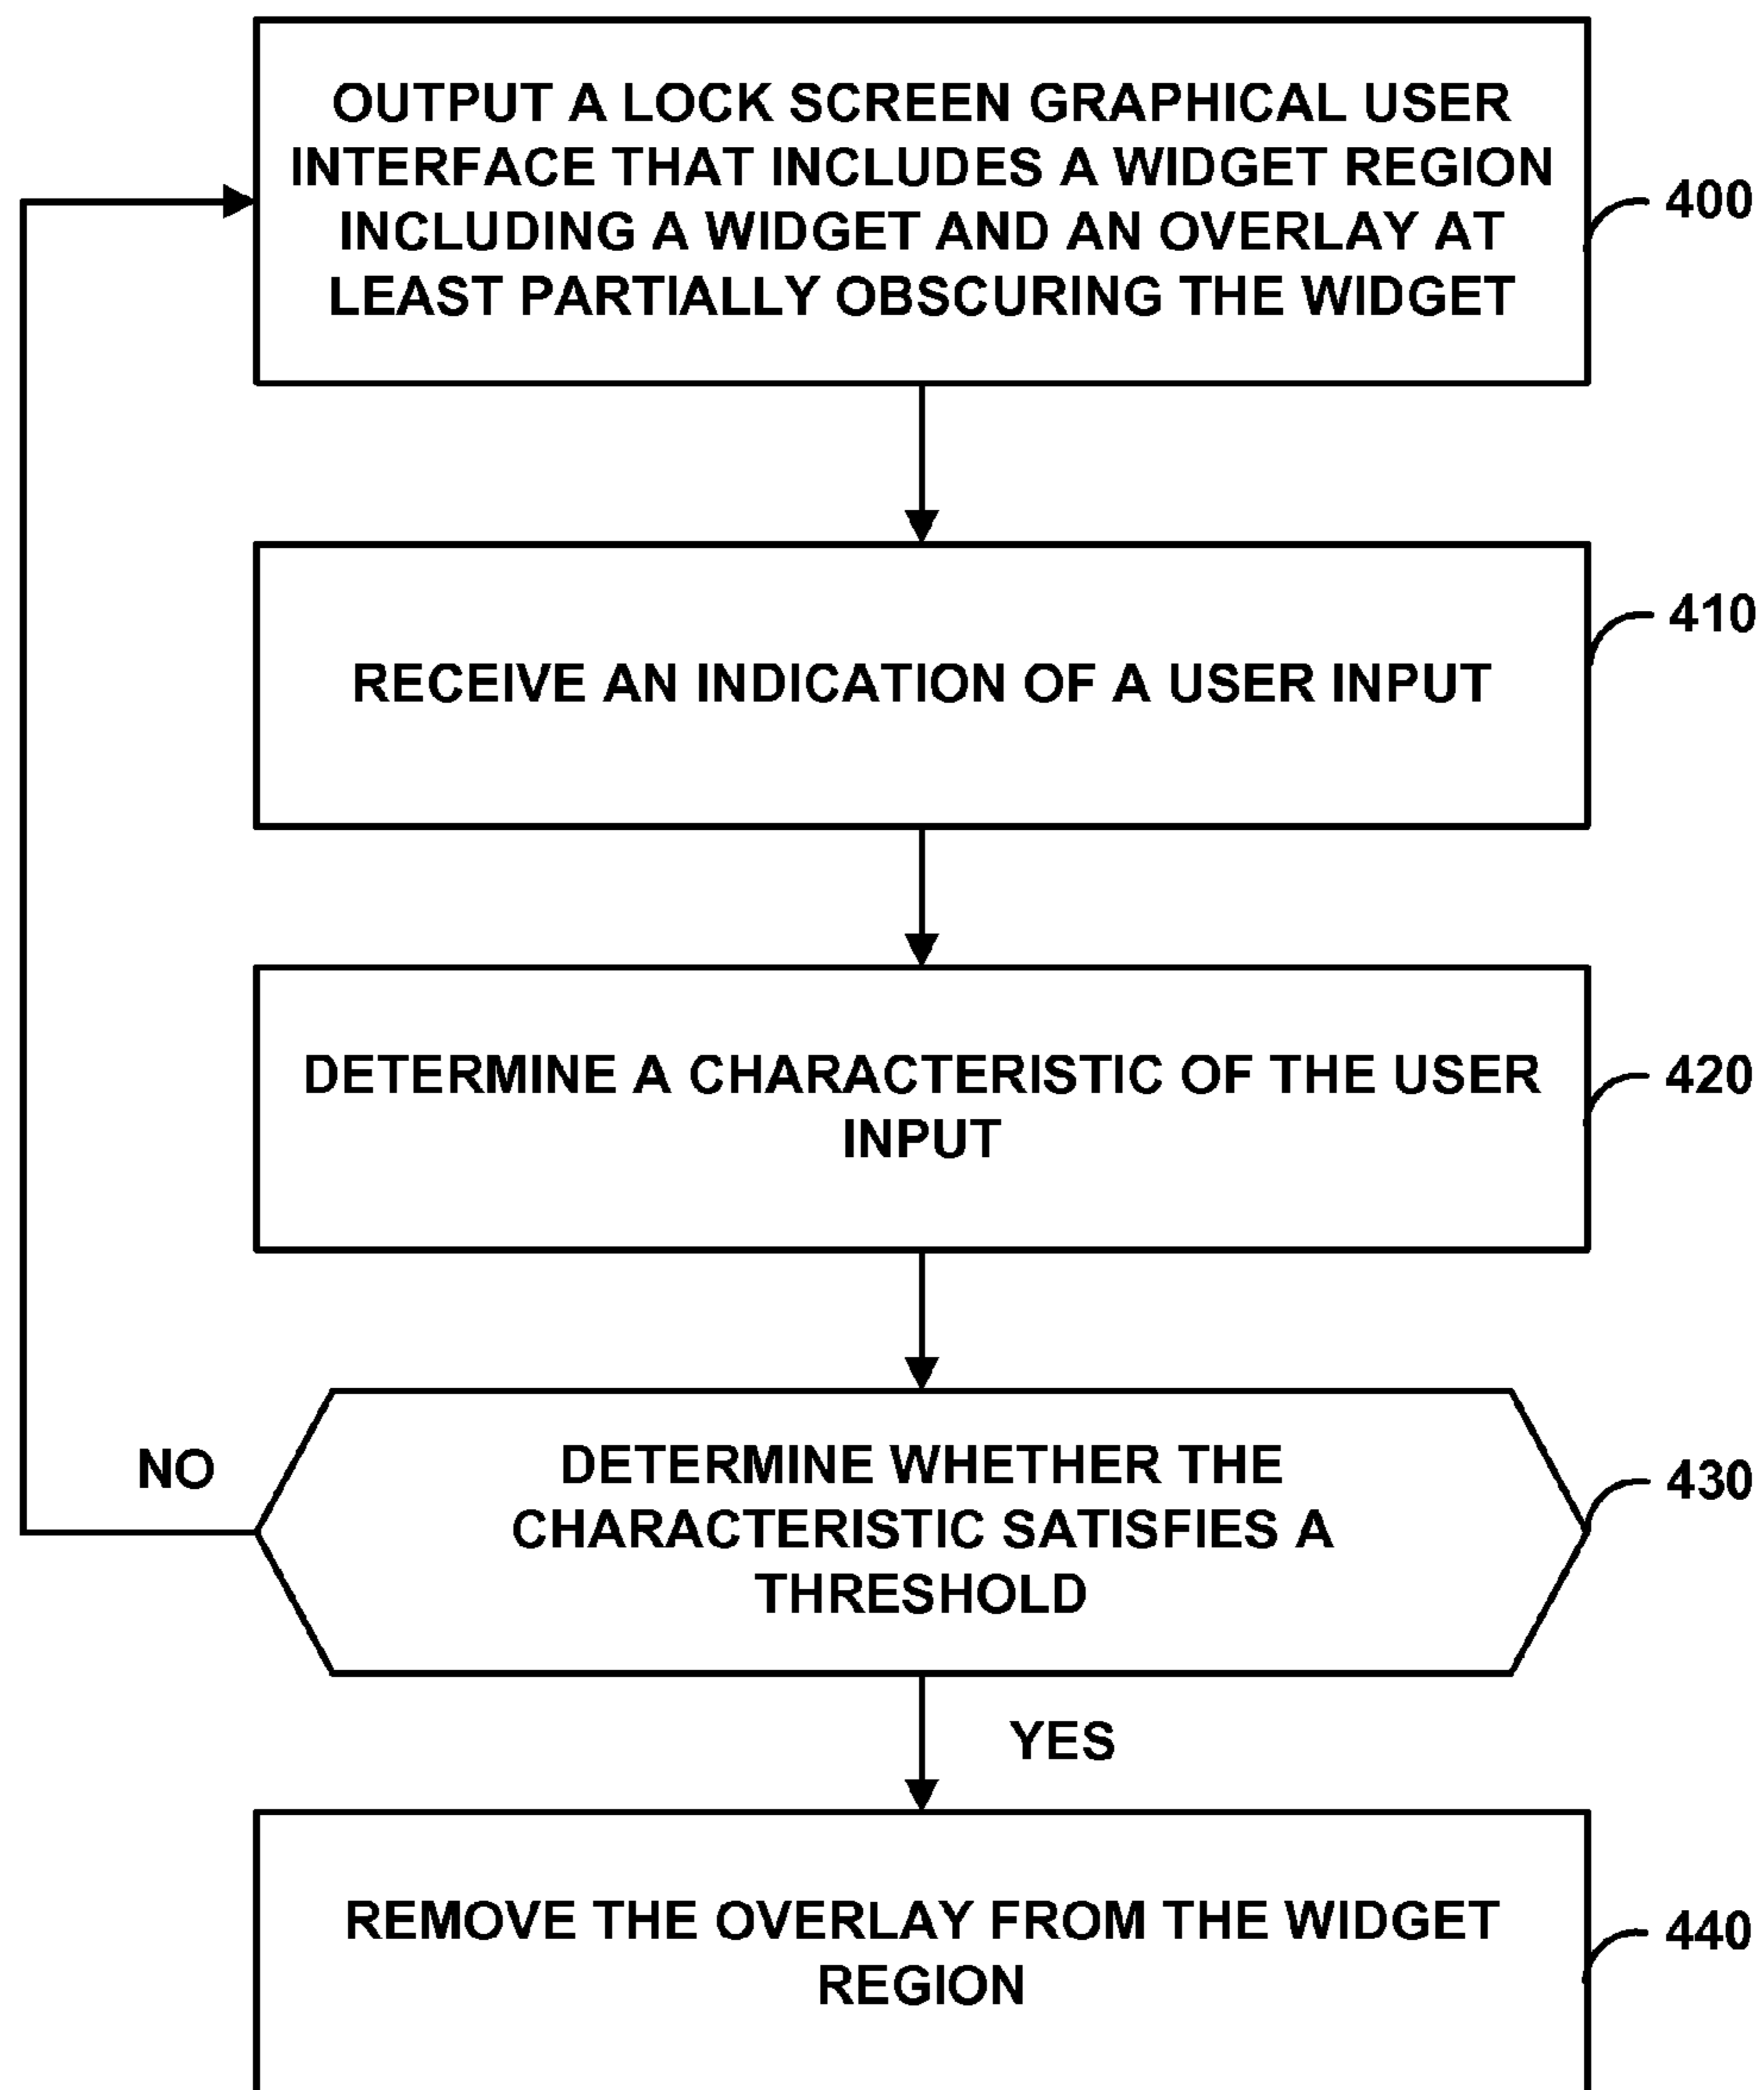 OUTPUT A LOCK SCREEN GRAPHICAL USER
INTERFACE THAT INCLUDES A WIDGET REGION
INCLUDING A WIDGET AND AN OVERLAY AT
LEAST PARTIALLY OBSCURING THE WIDGET
400
RECEIVE AN INDICATION OF A USER INPUT
410
DETERMINE A CHARACTERISTIC OF THE USER
INPUT
420
NO
DETERMINE WHETHER THE
CHARACTERISTIC SATISFIES A
THRESHOLD
430
YES
REMOVE THE OVERLAY FROM THE WIDGET
REGION
440